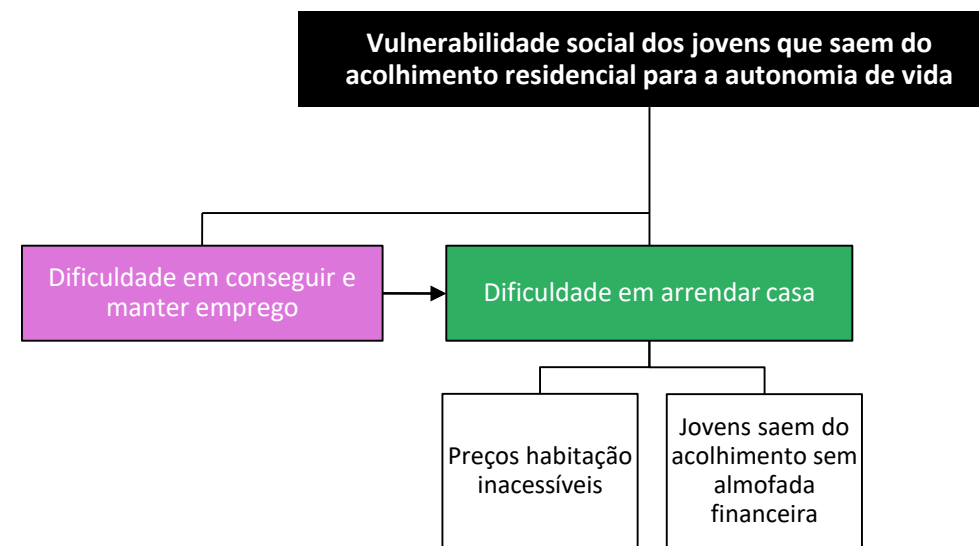 Vulnerabilidade social dos jovens que saem do
acolhimento residencial para a autonomia de vida
Dificuldade em conseguir e
manter emprego
Dificuldade em arrendar casa
Preços habitação
inacessíveis
Jovens saem do
acolhimento sem
almofada
financeira